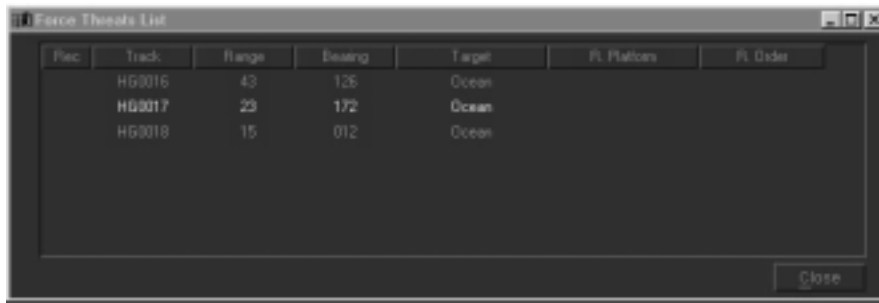 Force Threats List
Rec Track Range Bearing Target R. Platform R. Order
HG0016 43 126 Ocean
HG0017 23 172 Ocean
HG0018 15 012 Ocean
Close